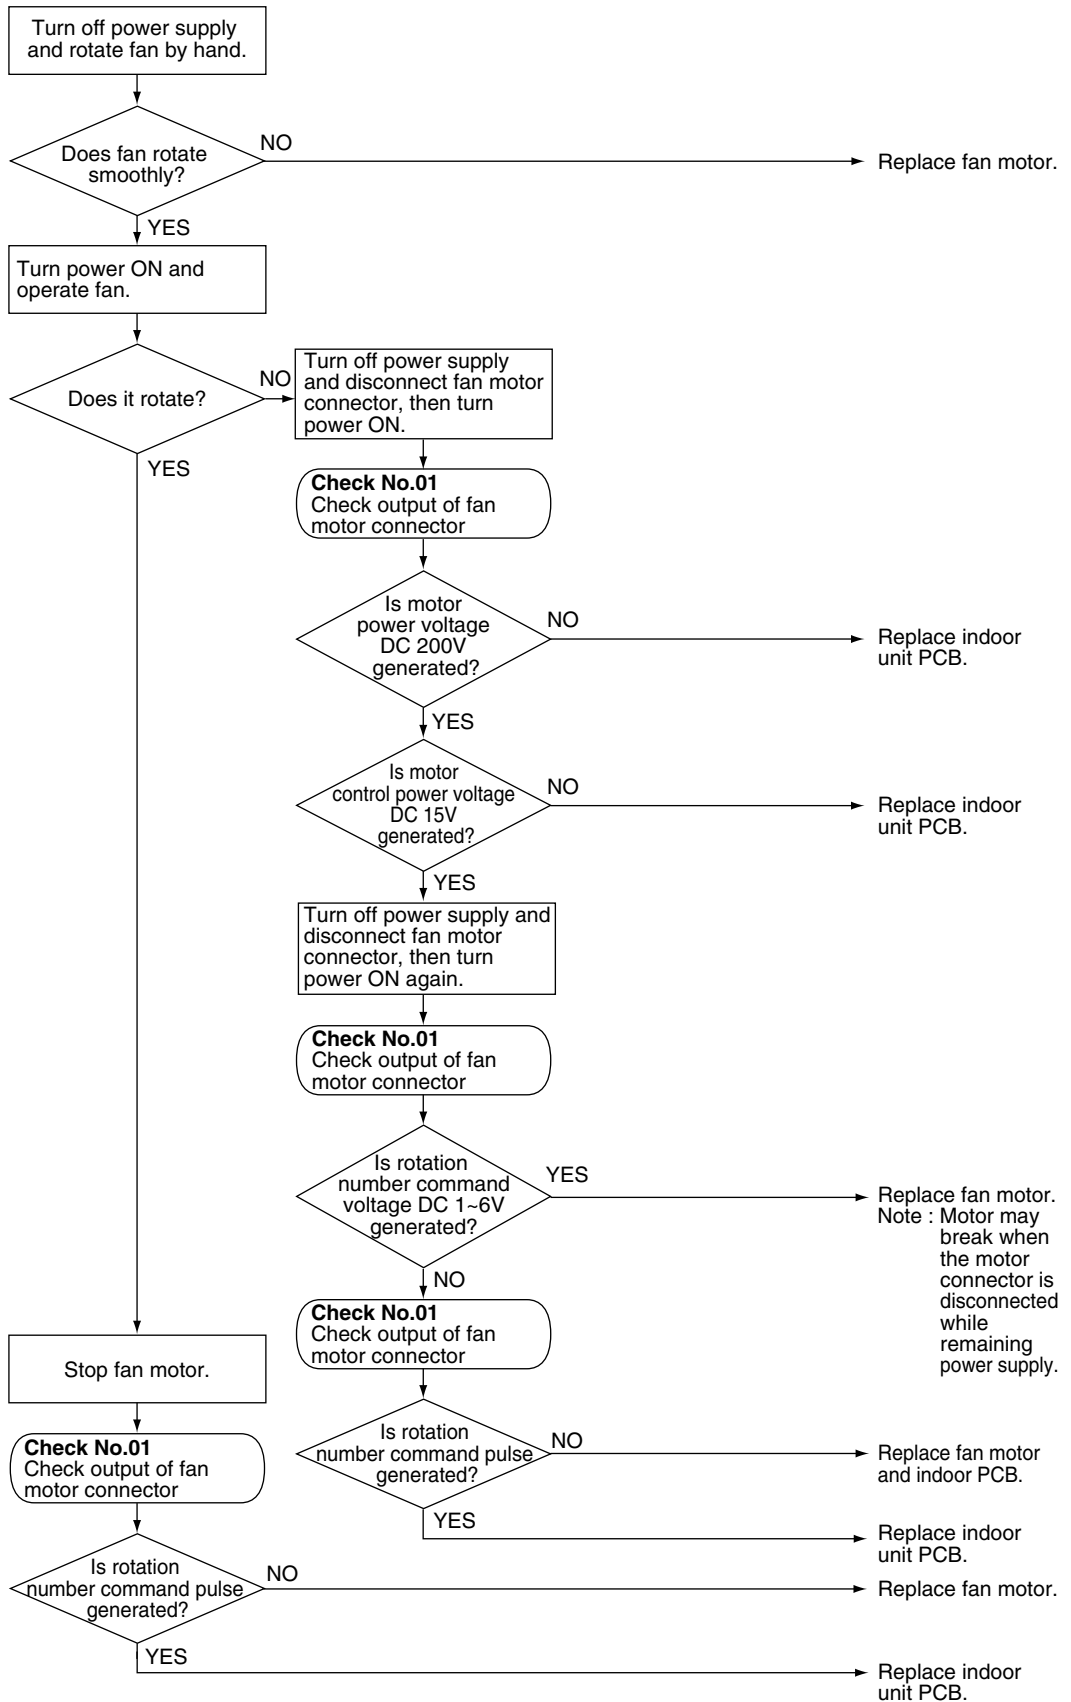 Turn off power supply
and rotate fan by hand.
Does fan rotate
smoothly?
NO
Replace fan motor.
YES
Turn power ON and
operate fan.
Does it rotate?
NO
Turn off power supply
and disconnect fan motor
connector, then turn
power ON.
YES
Check No.01
Check output of fan
motor connector
Is motor
power voltage
DC 200V
generated?
NO
Replace indoor
unit PCB.
YES
Is motor
control power voltage
DC 15V
generated?
NO
Replace indoor
unit PCB.
YES
Turn off power supply and
disconnect fan motor
connector, then turn
power ON again.
Check No.01
Check output of fan
motor connector
Is rotation
number command
voltage DC 1~6V
generated?
YES
Replace fan motor.
Note : Motor may
break when
the motor
connector is
disconnected
while
remaining
power supply.
NO
Check No.01
Check output of fan
motor connector
Is rotation
number command pulse
generated?
NO
Replace fan motor
and indoor PCB.
YES
Replace indoor
unit PCB.
Stop fan motor.
Check No.01
Check output of fan
motor connector
Is rotation
number command pulse
generated?
NO
Replace fan motor.
YES
Replace indoor
unit PCB.